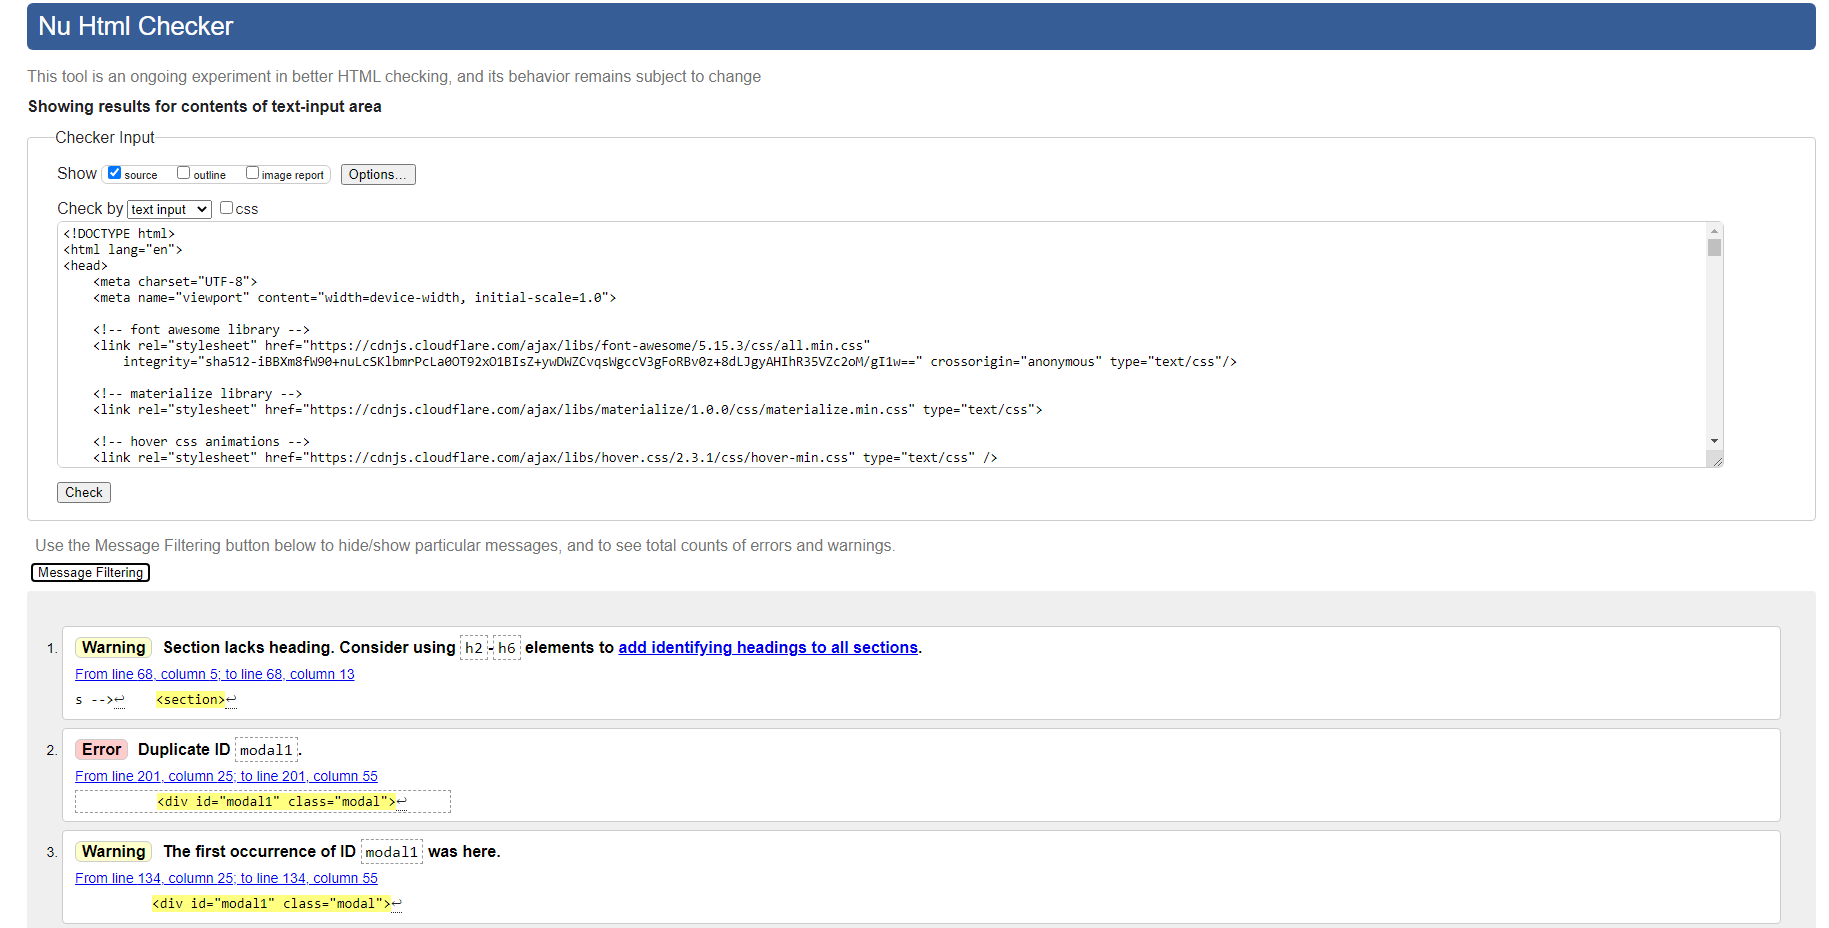 Nu Html Checker
This tool is an ongoing experiment in better HTML checking, and its behavior remains subject to change
Showing results for contents of text-input area
Checker Input
Show source outline image report Options...
Check by text input css
<!DOCTYPE html>
<html lang="en">
<head>
    <meta charset="UTF-8">
    <meta name="viewport" content="width=device-width, initial-scale=1.0">
    <!-- font awesome library -->
    <link rel="stylesheet" href="https://cdnjs.cloudflare.com/ajax/libs/font-awesome/5.15.3/css/all.min.css"
        integrity="sha512-iBBXm8fW90+nuLcSKlbmrPcLa0OT92xO1BIsZ+ywDWZCvqsWgccV3gFoRBv0z+8dLJgyAHIhR35VZc2oM/gI1w==" crossorigin="anonymous" type="text/css"/>
    <!-- materialize library -->
    <link rel="stylesheet" href="https://cdnjs.cloudflare.com/ajax/libs/materialize/1.0.0/css/materialize.min.css" type="text/css">
    <!-- hover css animations -->
    <link rel="stylesheet" href="https://cdnjs.cloudflare.com/ajax/libs/hover.css/2.3.1/css/hover-min.css" type="text/css" />
Check
Use the Message Filtering button below to hide/show particular messages, and to see total counts of errors and warnings.
Message Filtering
1. Warning Section lacks heading. Consider using h2-h6 elements to add identifying headings to all sections.
From line 68, column 5; to line 68, column 13
s -->↩    <section>↩
2. Error Duplicate ID modal1.
From line 201, column 25; to line 201, column 55
<div id="modal1" class="modal">↩
3. Warning The first occurrence of ID modal1 was here.
From line 134, column 25; to line 134, column 55
<div id="modal1" class="modal">↩